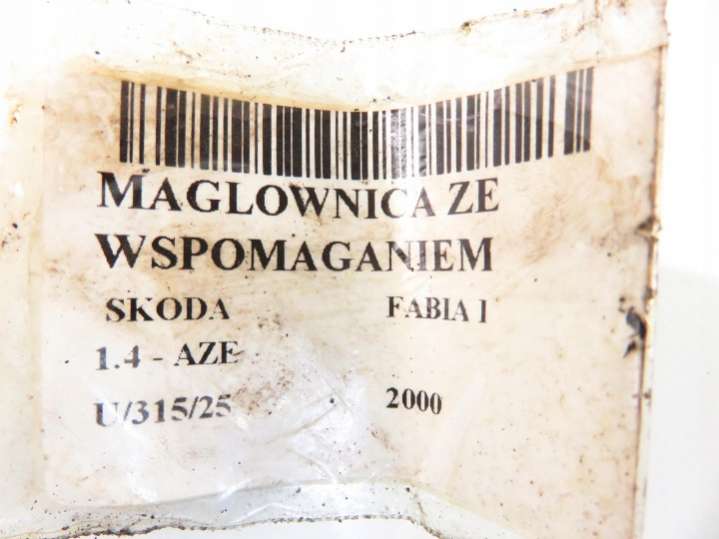 MAGLOWNICA ZE
WSPOMAGANIEM
SKODA FABIA I
1.4 - AZE
U/315/25 2000